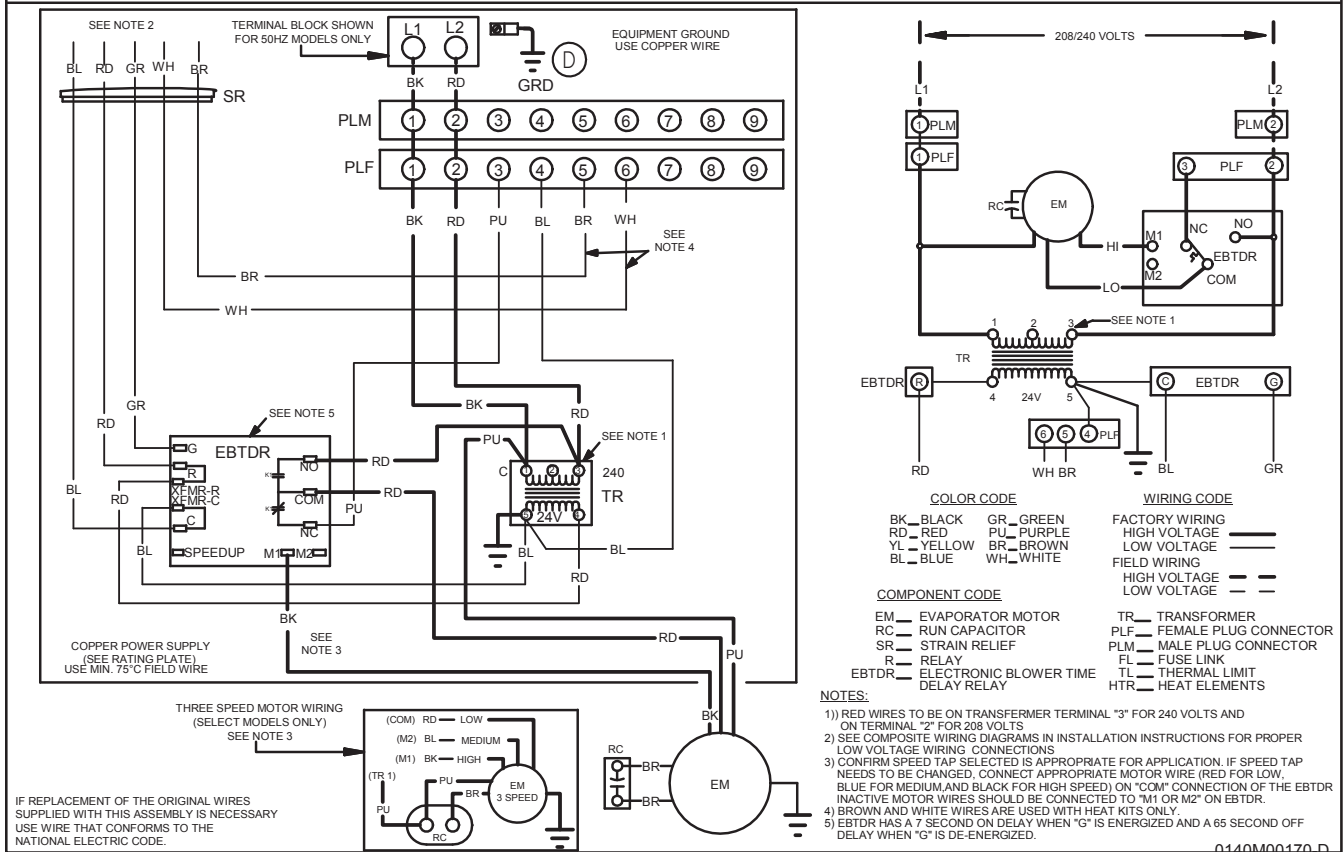 SEE NOTE 2
TERMINAL BLOCK SHOWN
FOR 50HZ MODELS ONLY
L1 L2
EQUIPMENT GROUND
USE COPPER WIRE
D
GRD
BL RD GR WH BR
SR
BK RD
PLM 1 2 3 4 5 6 7 8 9
PLF 1 2 3 4 5 6 7 8 9
BK RD PU BL BR WH
SEE
NOTE 4
BR
WH
GR
RD
BL
RD
BL
SEE NOTE 5
EBTDR
G
R
XFMR-R
XFMR-C
C
SPEEDUP
M1 M2
NO
COM
NC
K1
K1
RD
RD
PU
BK
PU
RD
SEE NOTE 1
C 2 3 240
TR
24V
5 4
BL
BL
RD
BK
SEE
NOTE 3
RD
PU
BK
COPPER POWER SUPPLY
(SEE RATING PLATE)
USE MIN. 75°C FIELD WIRE
THREE SPEED MOTOR WIRING
(SELECT MODELS ONLY)
SEE NOTE 3
(COM) RD LOW
(M2) BL MEDIUM
(M1) BK HIGH
(TR 1)
PU
PU
BR
EM
3 SPEED
RC
RC
BR
BR
EM
IF REPLACEMENT OF THE ORIGINAL WIRES
SUPPLIED WITH THIS ASSEMBLY IS NECESSARY
USE WIRE THAT CONFORMS TO THE
NATIONAL ELECTRIC CODE.
208/240 VOLTS
L1 L2
1 PLM
PLM 2
1 PLF
3 PLF 2
RC
EM
HI
LO
M1
M2
NC
NO
EBTDR
COM
1 2 3
SEE NOTE 1
TR
4 24V 5
EBTDR R
C EBTDR G
6 5 4 PLF
RD
WH BR
BL
GR
COLOR CODE
BK BLACK GR GREEN
RD RED PU PURPLE
YL YELLOW BR BROWN
BL BLUE WH WHITE
WIRING CODE
FACTORY WIRING
HIGH VOLTAGE
LOW VOLTAGE
FIELD WIRING
HIGH VOLTAGE
LOW VOLTAGE
COMPONENT CODE
EM EVAPORATOR MOTOR
RC RUN CAPACITOR
SR STRAIN RELIEF
R RELAY
EBTDR ELECTRONIC BLOWER TIME
DELAY RELAY
TR TRANSFORMER
PLF FEMALE PLUG CONNECTOR
PLM MALE PLUG CONNECTOR
FL FUSE LINK
TL THERMAL LIMIT
HTR HEAT ELEMENTS
NOTES:
1)) RED WIRES TO BE ON TRANSFERMER TERMINAL "3" FOR 240 VOLTS AND
ON TERMINAL "2" FOR 208 VOLTS
2) SEE COMPOSITE WIRING DIAGRAMS IN INSTALLATION INSTRUCTIONS FOR PROPER
LOW VOLTAGE WIRING CONNECTIONS
3) CONFIRM SPEED TAP SELECTED IS APPROPRIATE FOR APPLICATION. IF SPEED TAP
NEEDS TO BE CHANGED, CONNECT APPROPRIATE MOTOR WIRE (RED FOR LOW,
BLUE FOR MEDIUM,AND BLACK FOR HIGH SPEED) ON "COM" CONNECTION OF THE EBTDR
INACTIVE MOTOR WIRES SHOULD BE CONNECTED TO "M1 OR M2" ON EBTDR.
4) BROWN AND WHITE WIRES ARE USED WITH HEAT KITS ONLY.
5) EBTDR HAS A 7 SECOND ON DELAY WHEN "G" IS ENERGIZED AND A 65 SECOND OFF
DELAY WHEN "G" IS DE-ENERGIZED.
0140M00170-D